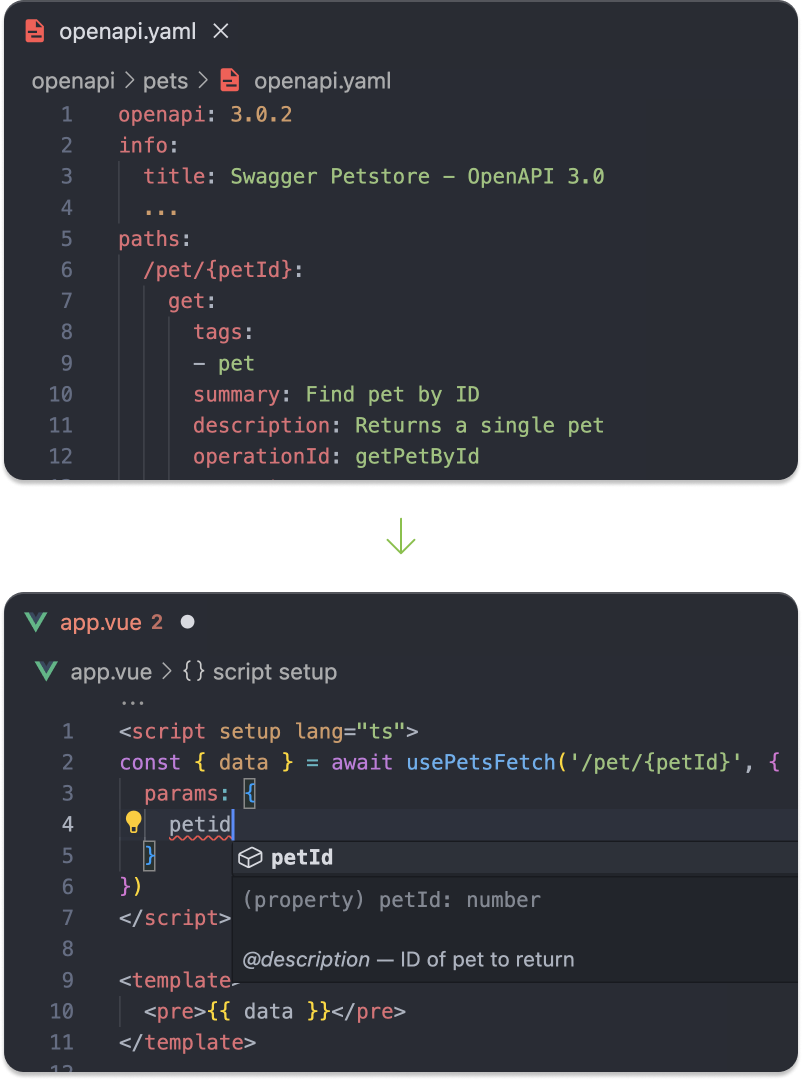 openapi.yaml
openapi > pets > openapi.yaml
1 openapi: 3.0.2
2 info:
3 title: Swagger Petstore – OpenAPI 3.0
4 ...
5 paths:
6 /pet/{petId}:
7 get:
8 tags:
9 – pet
10 summary: Find pet by ID
11 description: Returns a single pet
12 operationId: getPetById
app.vue 2
app.vue > {} script setup
...
1 <script setup lang="ts">
2 const { data } = await usePetsFetch('/pet/{petId}', {
3 params: {
4 petid
5 }
petId
6 })
(property) petId: number
7 </script>
8
@description — ID of pet to return
9 <template>
10 <pre>{{ data }}</pre>
11 </template>